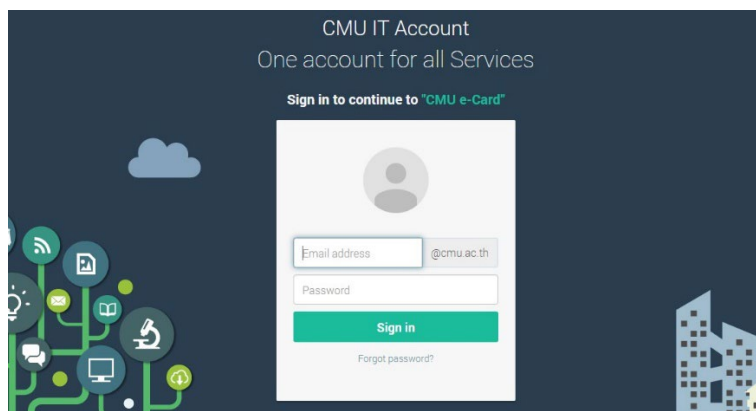 CMU IT Account
One account for all Services
Sign in to continue to "CMU e-Card"
Email address @cmu.ac.th
Password
Sign in
Forgot password?